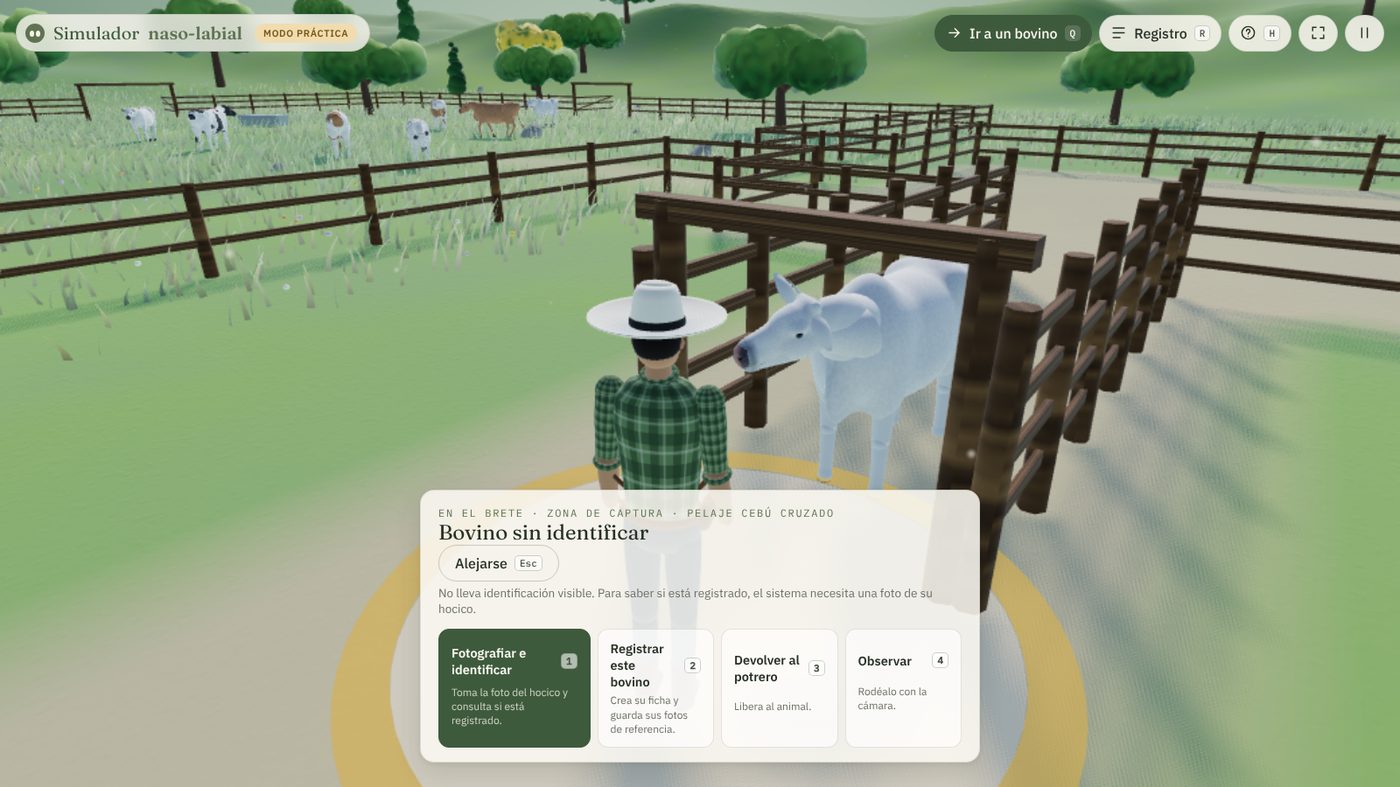 Simulador naso-labial MODO PRÁCTICA
Ir a un bovino Q
Registro R
H
EN EL BRETE · ZONA DE CAPTURA · PELAJE CEBÚ CRUZADO
Bovino sin identificar
Alejarse Esc
No lleva identificación visible. Para saber si está registrado, el sistema necesita una foto de su
hocico.
Fotografiar e
identificar
1
Toma la foto del hocico y
consulta si está
registrado.
Registrar
este
bovino
2
Crea su ficha y
guarda sus fotos
de referencia.
Devolver al
potrero
3
Libera al animal.
Observar
4
Rodéalo con la
cámara.